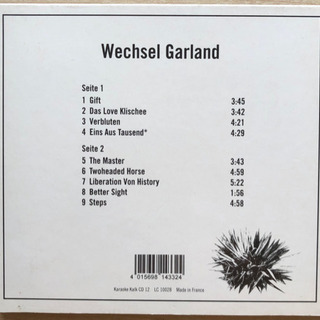 Wechsel Garland
Seite 1
1 Gift 3:45
2 Das Love Klischee 3:42
3 Verbluten 4:21
4 Eins Aus Tausend* 4:29
Seite 2
5 The Master 3:43
6 Twoheaded Horse 4:59
7 Liberation Von History 5:22
8 Better Sight 1:56
9 Steps 4:58
4 015698 143324
Karaoke Kalk CD 12 LC 10028 Made in France